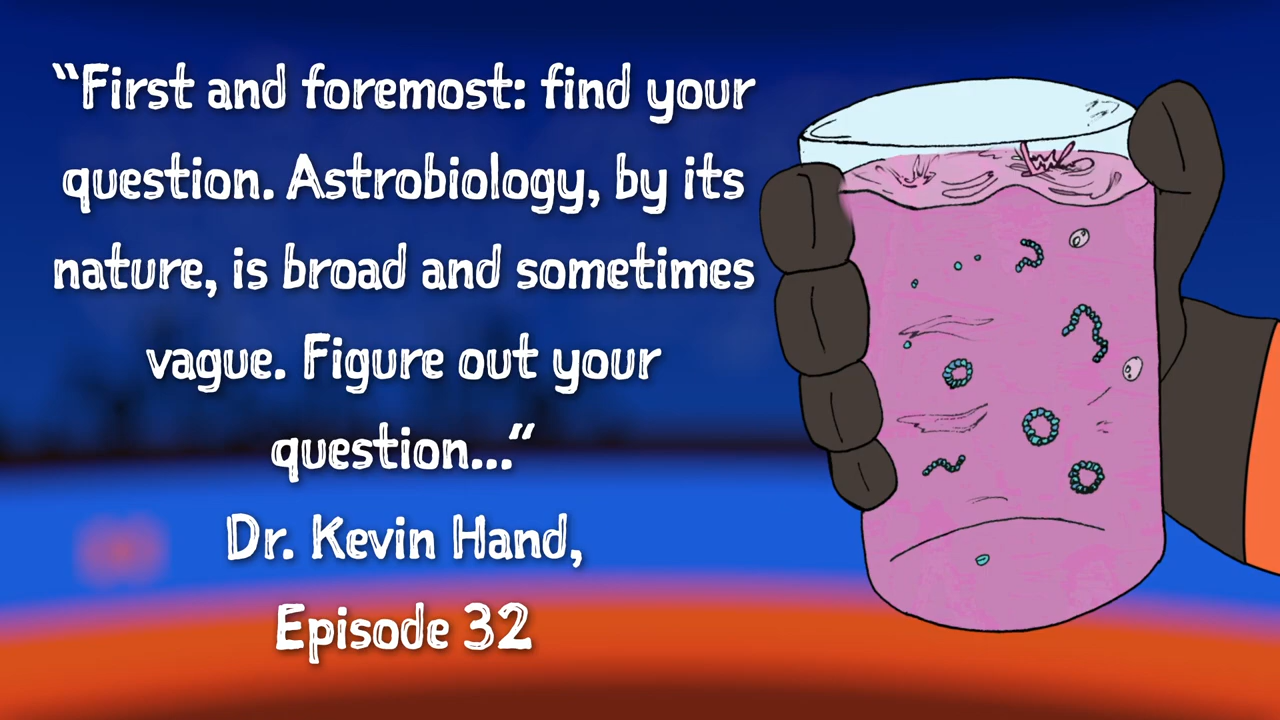 “First and foremost: find your
question. Astrobiology, by its
nature, is broad and sometimes
vague. Figure out your
question...“
Dr. Kevin Hand,
Episode 32